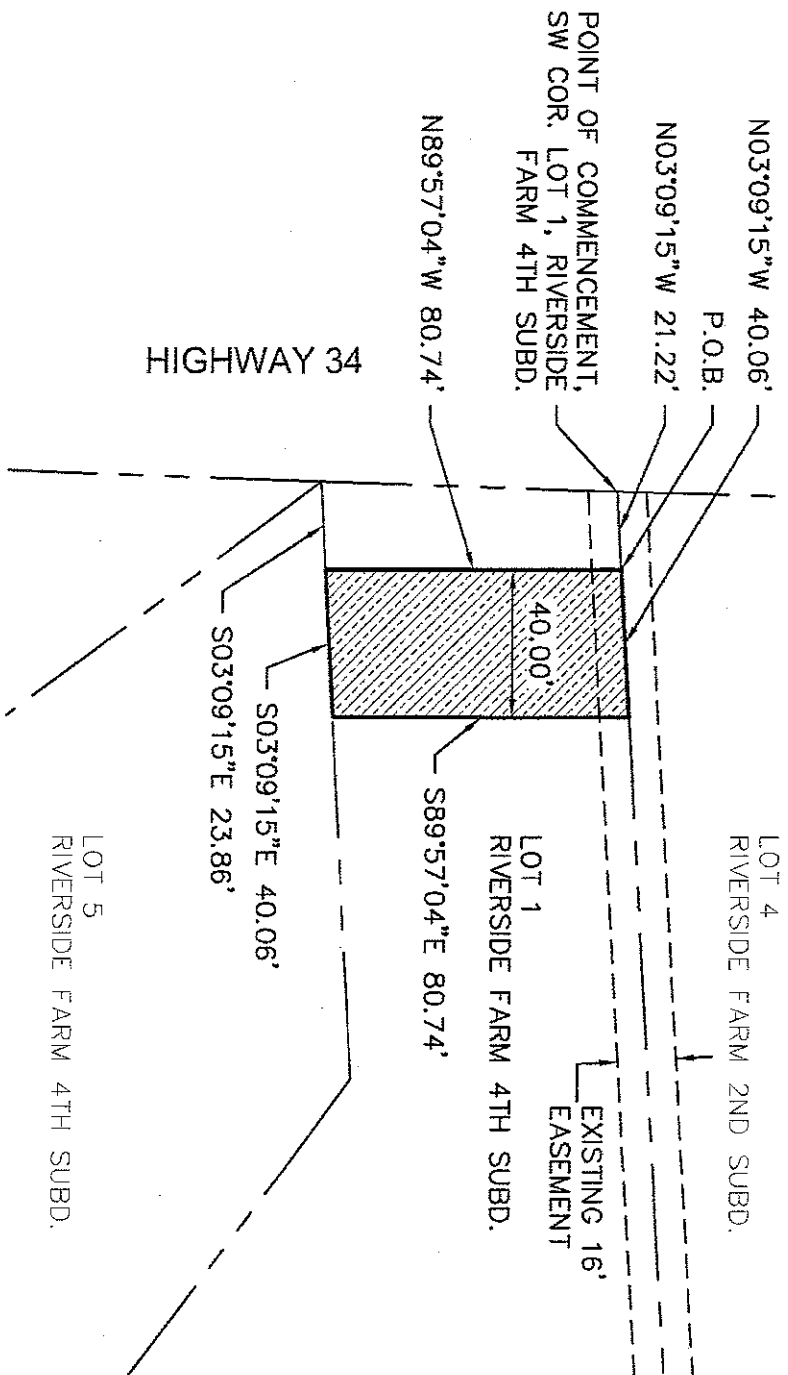 N03°09'15"W 40.06'
P.O.B.
N03°09'15"W 21.22'
POINT OF COMMENCEMENT,
SW COR. LOT 1, RIVERSIDE
FARM 4TH SUBD.
N89°57'04"W 80.74'
HIGHWAY 34
40.00'
S03°09'15"E 40.06'
S03°09'15"E 23.86'
S89°57'04"E 80.74'
LOT 4
RIVERSIDE FARM 2ND SUBD.
EXISTING 16'
EASEMENT
LOT 1
RIVERSIDE FARM 4TH SUBD.
LOT 5
RIVERSIDE FARM 4TH SUBD.